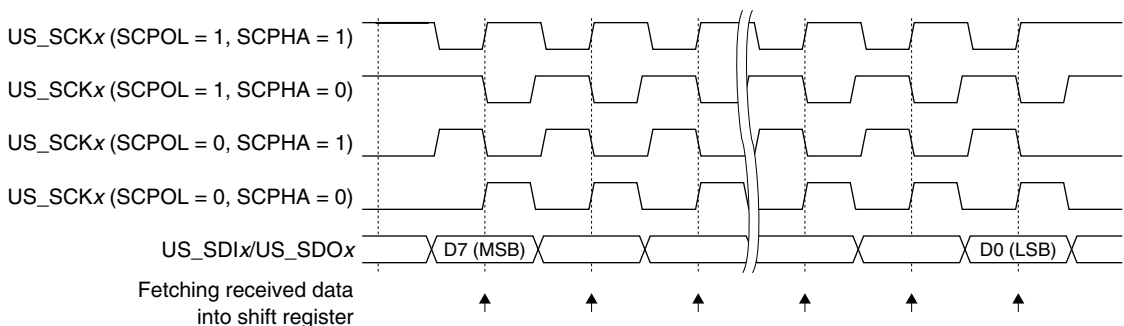 US_SCKx (SCPOL = 1, SCPHA = 1)
US_SCKx (SCPOL = 1, SCPHA = 0)
US_SCKx (SCPOL = 0, SCPHA = 1)
US_SCKx (SCPOL = 0, SCPHA = 0)
US_SDIx/US_SDOx
D7 (MSB)
D0 (LSB)
Fetching received data
into shift register